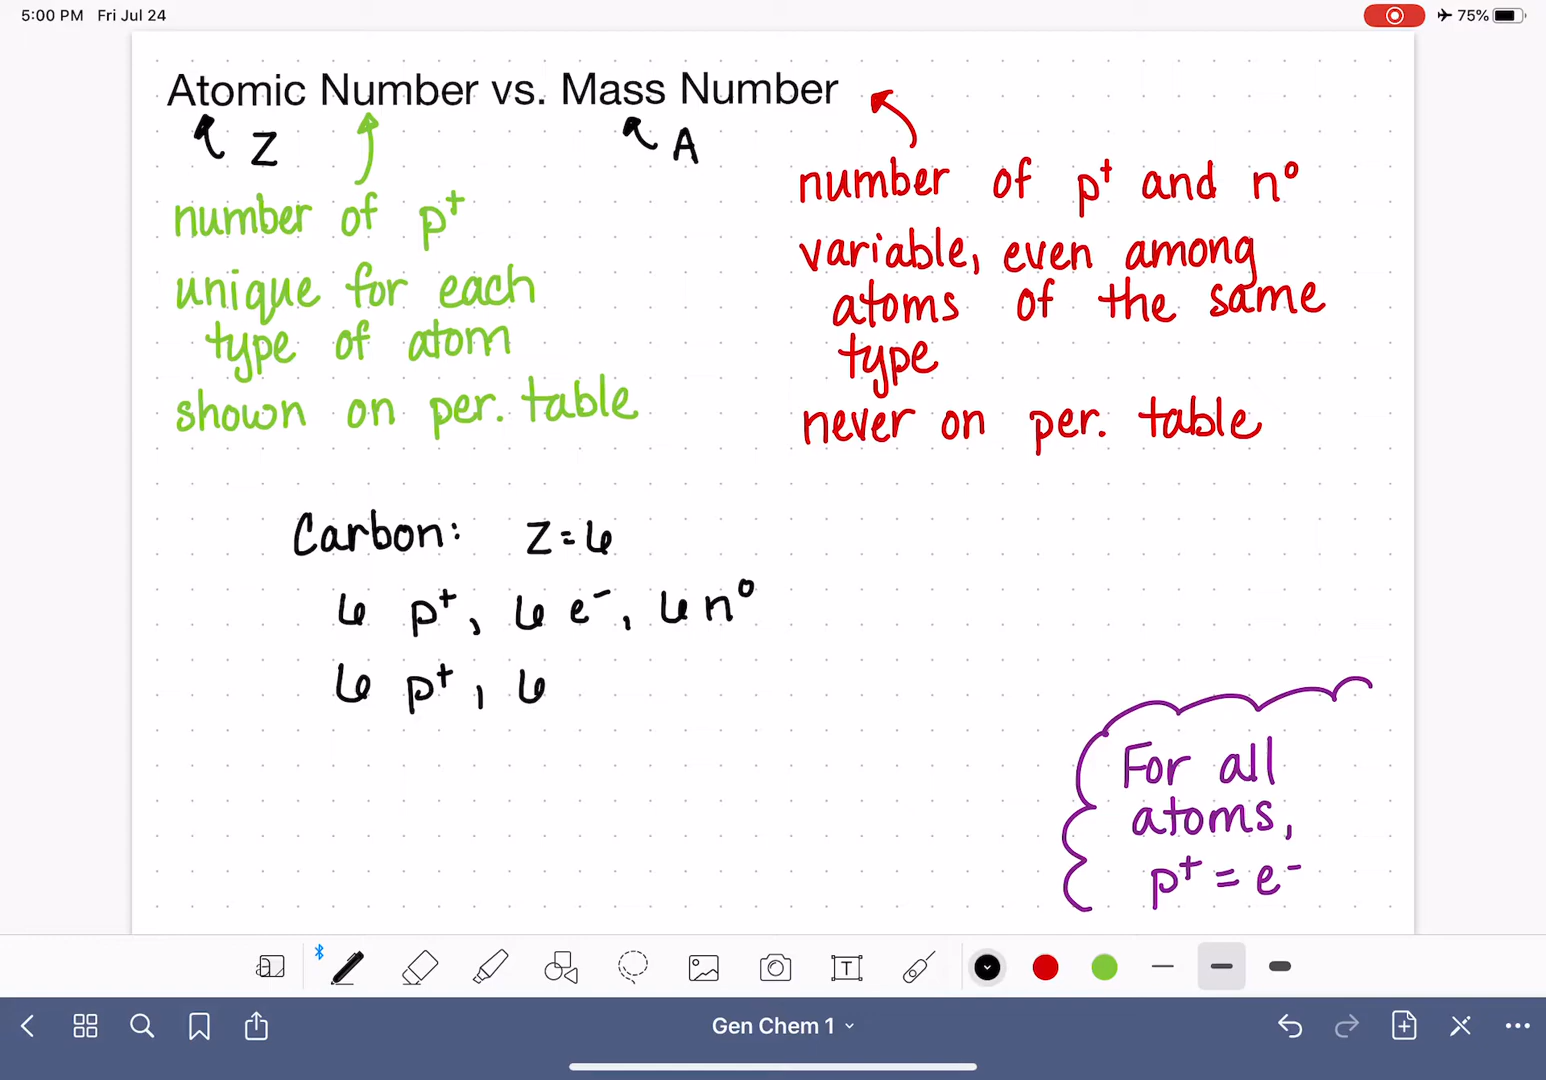 5:00 PM Fri Jul 24
75%
Atomic Number vs. Mass Number
Z
A
number of p⁺
unique for each
type of atom
shown on per. table
number of p⁺ and n⁰
variable, even among
atoms of the same
type
never on per. table
Carbon: Z=6
6 p⁺, 6 e⁻, 6 n⁰
6 p⁺, 6
For all
atoms,
p⁺ = e⁻
T
Gen Chem 1